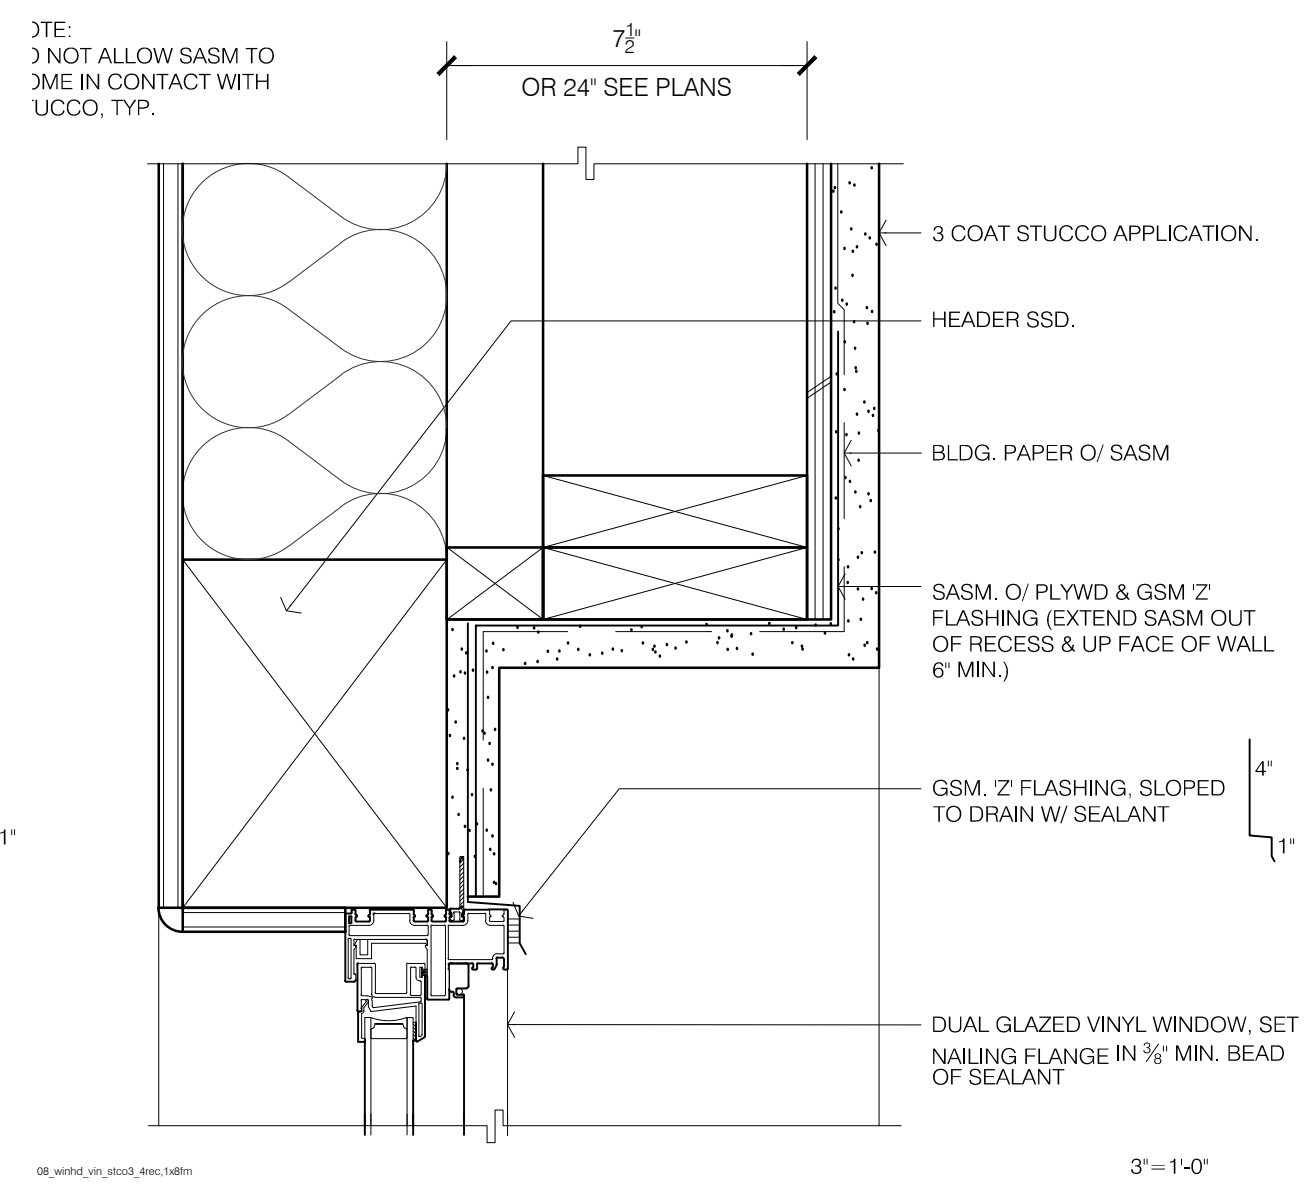 OTE:
O NOT ALLOW SASM TO
OME IN CONTACT WITH
TUCCO, TYP.
7½"
OR 24" SEE PLANS
3 COAT STUCCO APPLICATION.
HEADER SSD.
BLDG. PAPER O/ SASM
SASM. O/ PLYWD & GSM 'Z'
FLASHING (EXTEND SASM OUT
OF RECESS & UP FACE OF WALL
6" MIN.)
4"
GSM. 'Z' FLASHING, SLOPED
TO DRAIN W/ SEALANT
1"
1"
DUAL GLAZED VINYL WINDOW, SET
NAILING FLANGE IN ⅜" MIN. BEAD
OF SEALANT
3"=1'-0"
08_winhd_vin_stco3_4rec,1x8fm